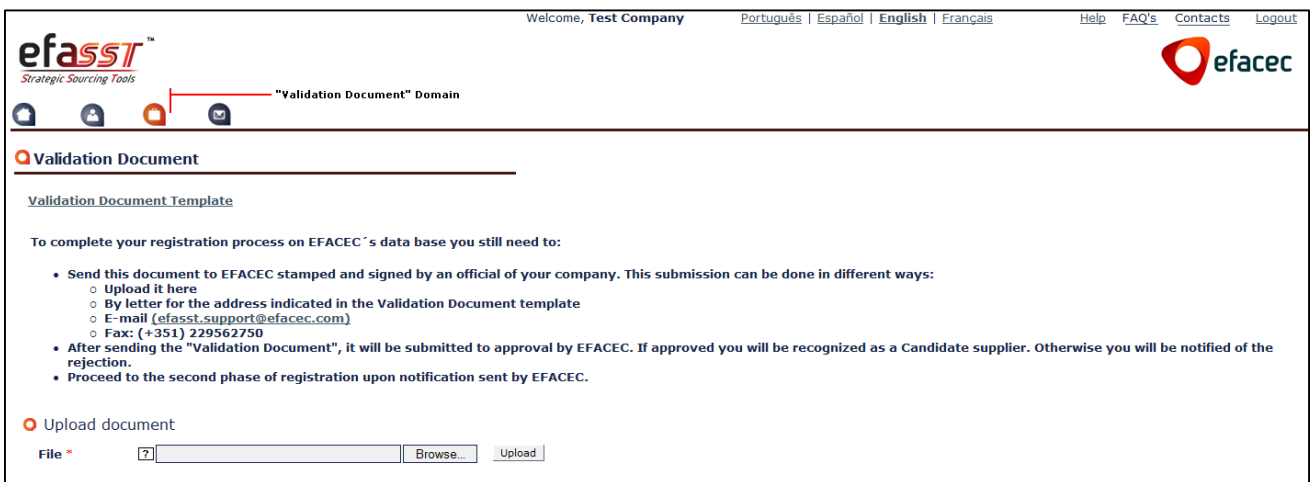 Welcome, Test Company Português | Español | English | Français Help FAQ's Contacts Logout
efasst™
Strategic Sourcing Tools
efacec
"Validation Document" Domain
Validation Document
Validation Document Template
To complete your registration process on EFACEC´s data base you still need to:
• Send this document to EFACEC stamped and signed by an official of your company. This submission can be done in different ways:
○ Upload it here
○ By letter for the address indicated in the Validation Document template
○ E-mail (efasst.support@efacec.com)
○ Fax: (+351) 229562750
• After sending the "Validation Document", it will be submitted to approval by EFACEC. If approved you will be recognized as a Candidate supplier. Otherwise you will be notified of the
rejection.
• Proceed to the second phase of registration upon notification sent by EFACEC.
Upload document
File * ? Browse... Upload